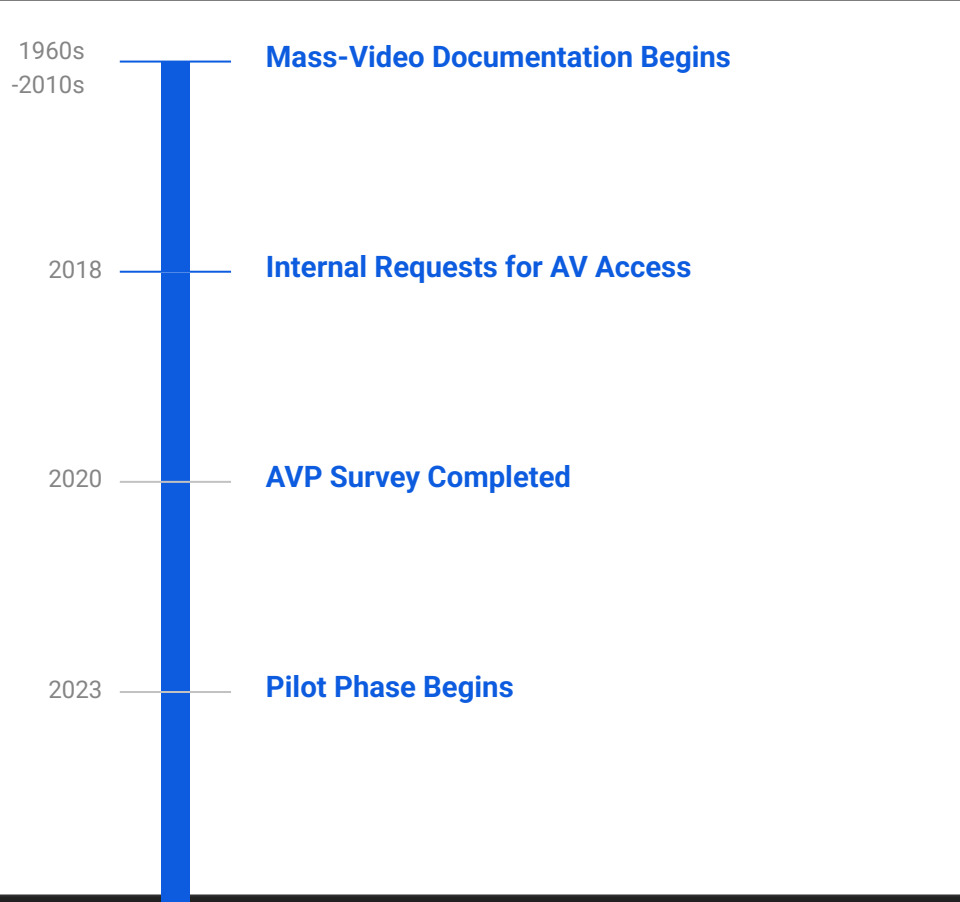 1960s
-2010s
Mass-Video Documentation Begins
2018
Internal Requests for AV Access
2020
AVP Survey Completed
2023
Pilot Phase Begins